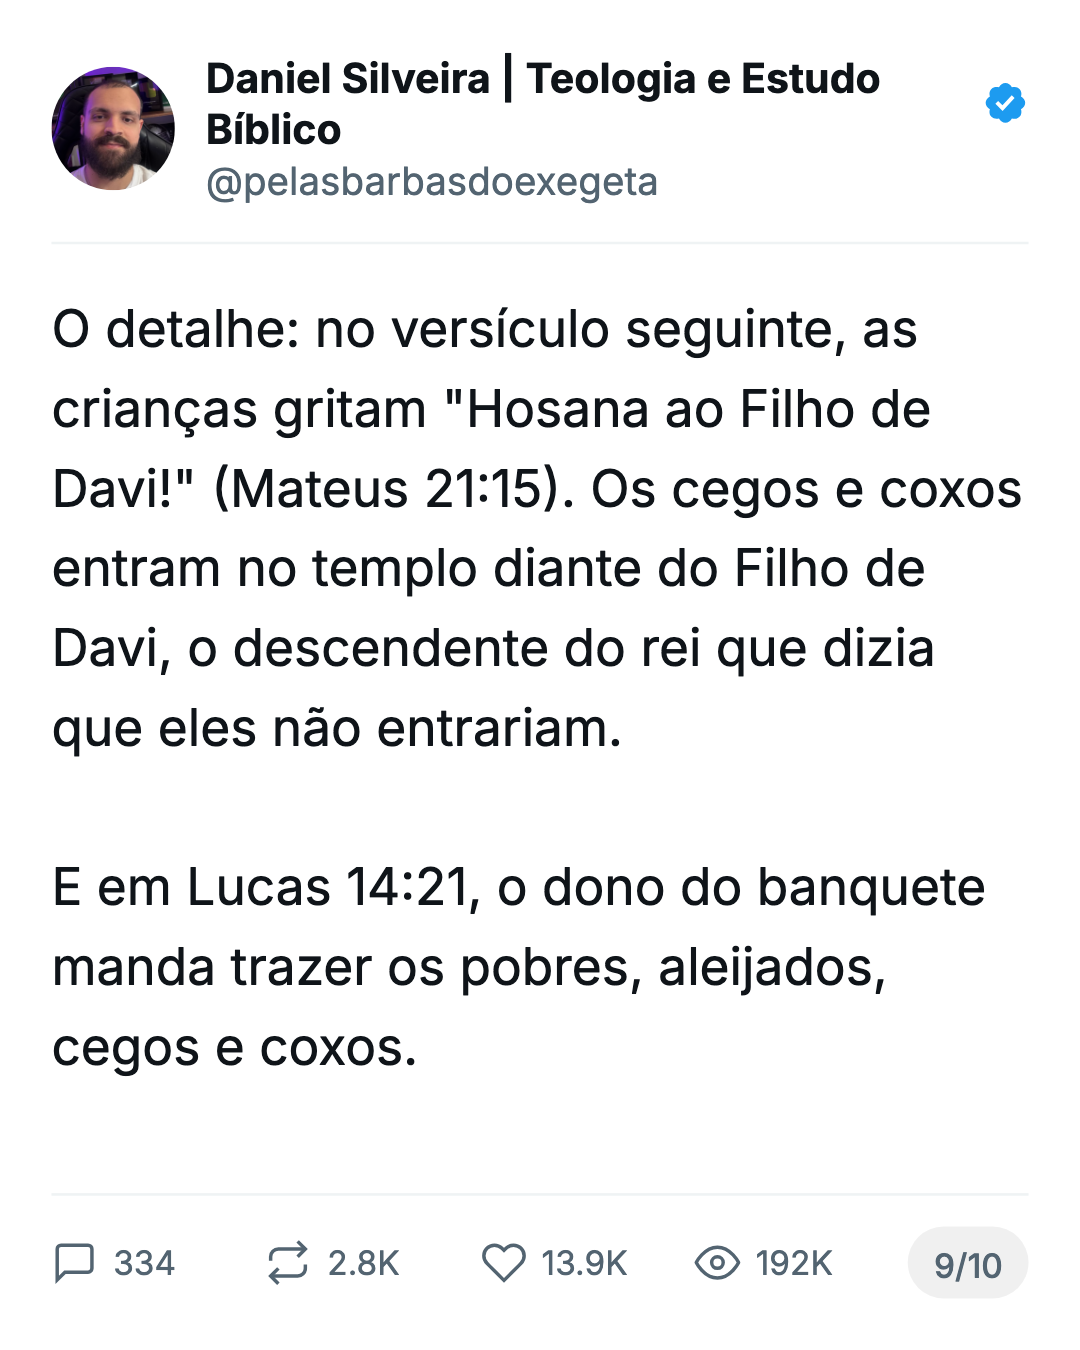 Daniel Silveira | Teologia e Estudo
Bíblico
@pelasbarbasdoexegeta
O detalhe: no versículo seguinte, as
crianças gritam "Hosana ao Filho de
Davi!" (Mateus 21:15). Os cegos e coxos
entram no templo diante do Filho de
Davi, o descendente do rei que dizia
que eles não entrariam.
E em Lucas 14:21, o dono do banquete
manda trazer os pobres, aleijados,
cegos e coxos.
334 2.8K 13.9K 192K 9/10